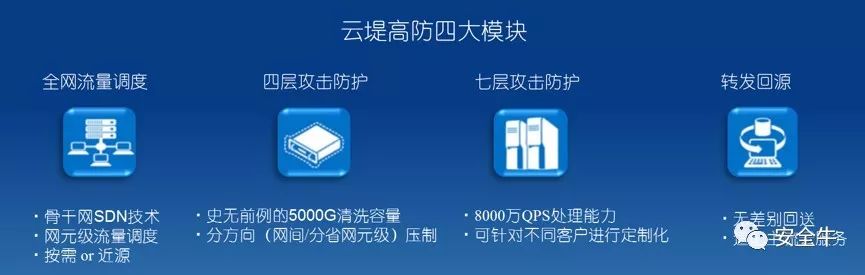 云堤高防四大模块
全网流量调度
四层攻击防护
七层攻击防护
转发回源
· 骨干网SDN技术
· 网元级流量调度
· 按需 or 近源
· 史无前例的5000G清洗容量
· 分方向（网间/分省网元级）压制
· 8000万QPS处理能力
· 可针对不同客户进行定制化
· 无差别回送
服务
安全牛